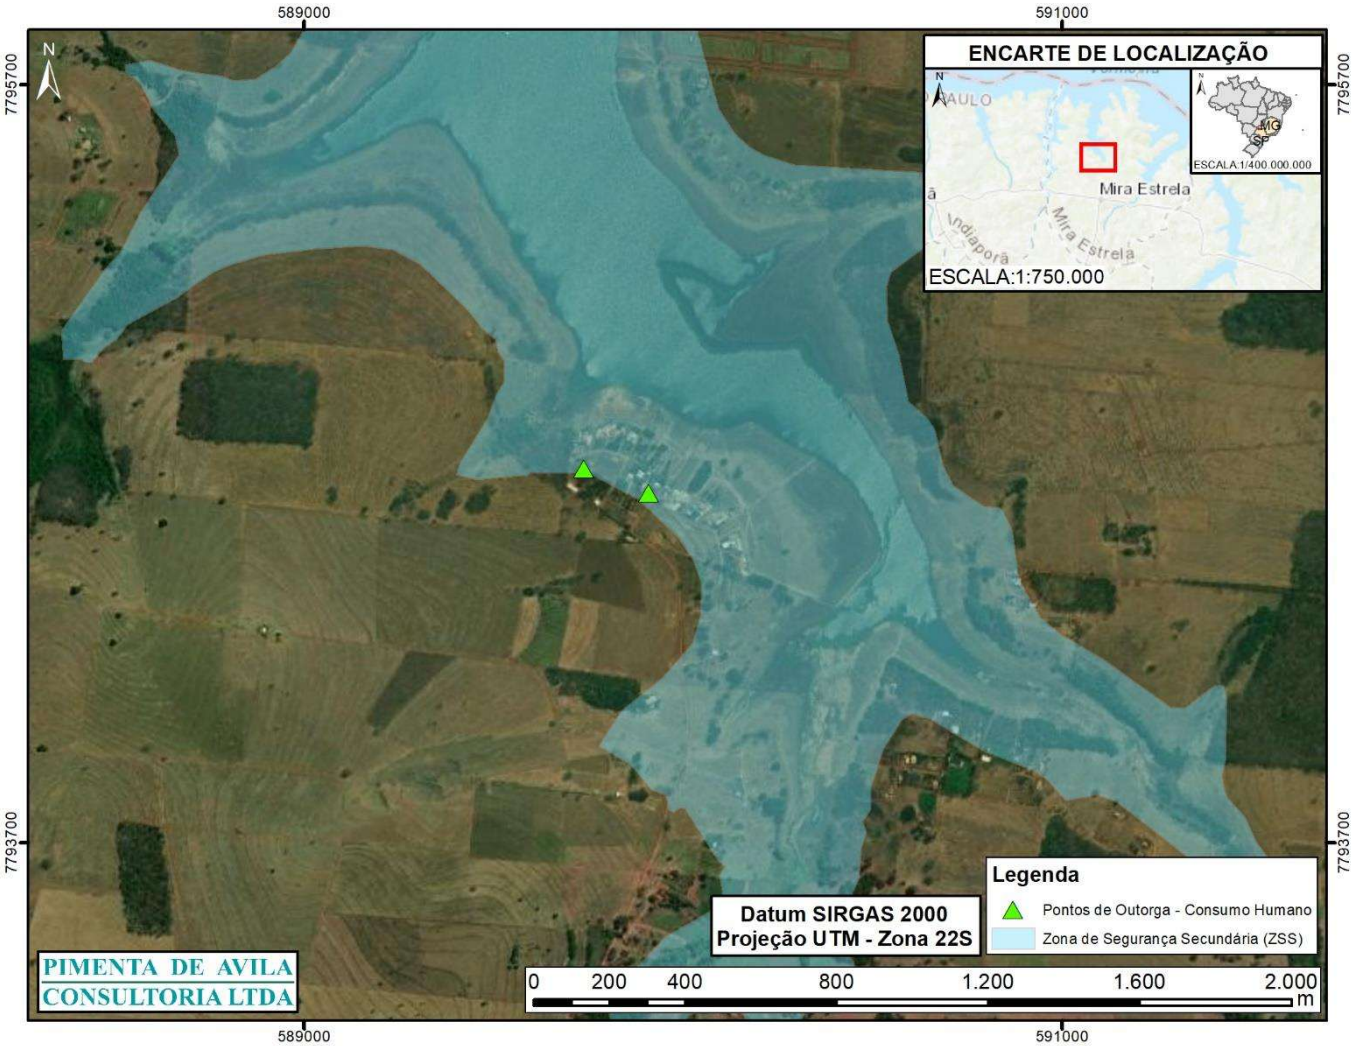 589000
591000
7795700
7795700
N
ENCARTE DE LOCALIZAÇÃO
N
PAULO
Mira Estrela
Mira Estrela
Indiaporã
ã
ESCALA:1:750.000
N
MG
SP
ESCALA:1/400.000.000
7793700
7793700
Legenda
Pontos de Outorga - Consumo Humano
Zona de Segurança Secundária (ZSS)
Datum SIRGAS 2000
Projeção UTM - Zona 22S
PIMENTA DE AVILA
CONSULTORIA LTDA
0 200 400 800 1.200 1.600 2.000
m
589000
591000